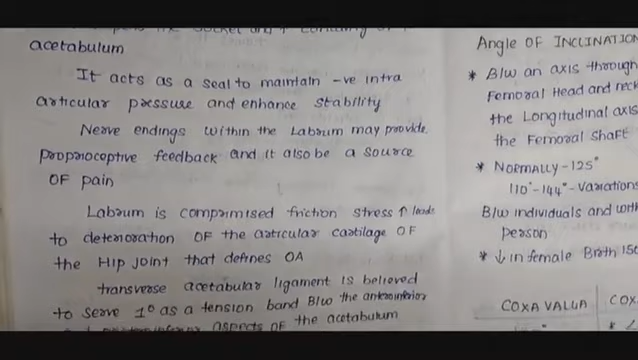 acetabulum
It acts as a seal to maintain -ve intra
articular pressure and enhance stability
Nerve endings within the Labrum may provide
proprioceptive feedback and it also be a source
OF pain
Labrum is comprimised friction stress ↑ leads
to deterioration OF the articular cartilage OF
the Hip joint that defines OA
transverse acetabular ligament is believed
to serve 1° as a tension band B/w the anteroinferior
aspects OF the acetabulum
Angle OF INCLINATION
* B/w an axis through
Femoral Head and neck
the Longitudinal axis
the Femoral shaft
* NORMALLY - 125°
110° - 144° - Variations
B/w individuals and with
person
* ↓ in female
COXA VALGA